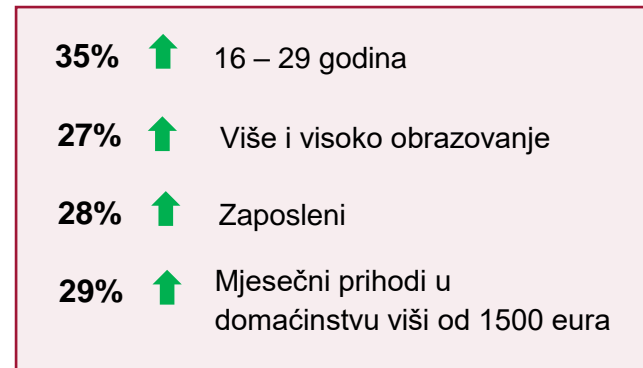 35% 16 – 29 godina
27% Više i visoko obrazovanje
28% Zaposleni
29% Mjesečni prihodi u
domaćinstvu viši od 1500 eura